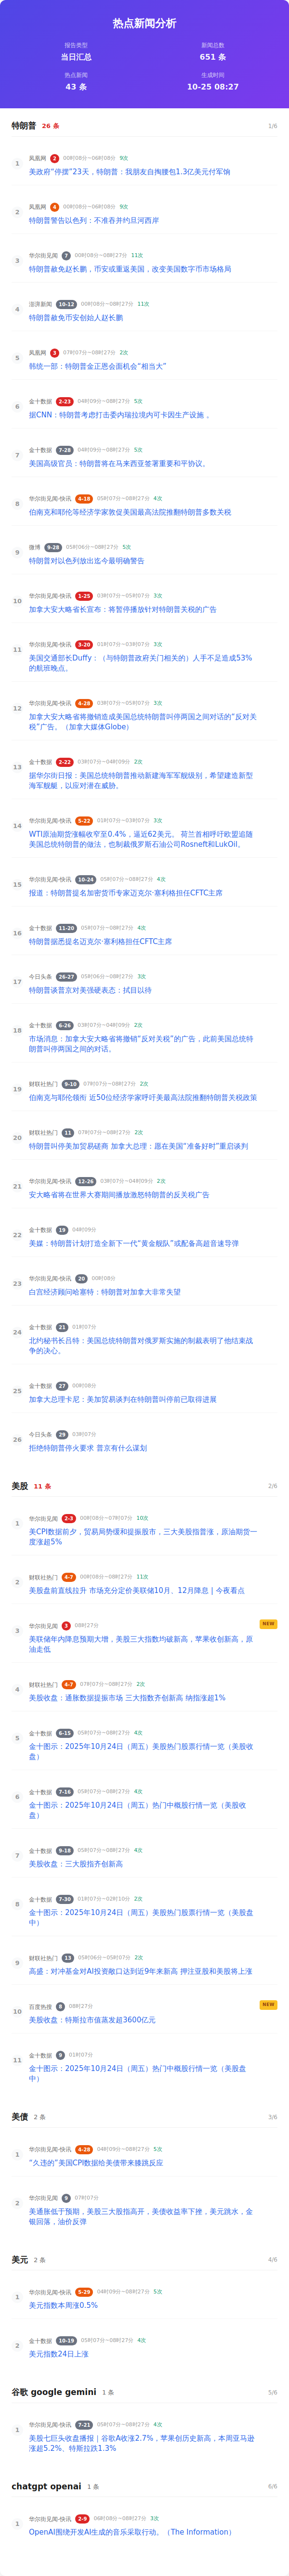 热点新闻分析
报告类型
当日汇总
新闻总数
651 条
热点新闻
43 条
生成时间
10-25 08:27
特朗普 26 条 1/6
1
凤凰网 2 00时08分~06时08分 9次
美政府“停摆”23天，特朗普：我朋友自掏腰包1.3亿美元付军饷
2
凤凰网 4 00时08分~06时08分 9次
特朗普警告以色列：不准吞并约旦河西岸
3
华尔街见闻 7 00时08分~08时27分 11次
特朗普赦免赵长鹏，币安或重返美国，改变美国数字货币市场格局
4
澎湃新闻 10-12 00时08分~08时27分 11次
特朗普赦免币安创始人赵长鹏
5
凤凰网 3 07时07分~08时27分 2次
韩统一部：特朗普金正恩会面机会“相当大”
6
金十数据 2-23 04时09分~08时27分 5次
据CNN：特朗普考虑打击委内瑞拉境内可卡因生产设施 。
7
金十数据 7-28 04时09分~08时27分 5次
美国高级官员：特朗普将在马来西亚签署重要和平协议。
8
华尔街见闻-快讯 4-18 05时07分~08时27分 4次
伯南克和耶伦等经济学家敦促美国最高法院推翻特朗普多数关税
9
微博 9-28 05时06分~08时27分 5次
特朗普对以色列放出迄今最明确警告
10
华尔街见闻-快讯 1-25 03时07分~05时07分 3次
加拿大安大略省长宣布：将暂停播放针对特朗普关税的广告
11
华尔街见闻-快讯 3-20 01时07分~03时07分 3次
美国交通部长Duffy：（与特朗普政府关门相关的）人手不足造成53%
的航班晚点。
12
华尔街见闻-快讯 4-28 03时07分~05时07分 3次
加拿大安大略省将撤销造成美国总统特朗普叫停两国之间对话的“反对关
税”广告。（加拿大媒体Globe）
13
金十数据 2-22 03时07分~04时09分 2次
据华尔街日报：美国总统特朗普推动新建海军军舰级别，希望建造新型
海军舰艇，以应对潜在威胁。
14
华尔街见闻-快讯 5-22 01时07分~03时07分 3次
WTI原油期货涨幅收窄至0.4%，逼近62美元。 荷兰首相呼吁欧盟追随
美国总统特朗普的做法，也制裁俄罗斯石油公司Rosneft和LukOil。
15
华尔街见闻-快讯 10-24 05时07分~08时27分 4次
报道：特朗普提名加密货币专家迈克尔·塞利格担任CFTC主席
16
金十数据 11-20 05时07分~08时27分 4次
特朗普据悉提名迈克尔·塞利格担任CFTC主席
17
今日头条 26-27 05时06分~08时27分 3次
特朗普谈普京对美强硬表态：拭目以待
18
金十数据 6-26 03时07分~04时09分 2次
市场消息：加拿大安大略省将撤销“反对关税”的广告，此前美国总统特
朗普叫停两国之间的对话。
19
财联社热门 9-10 07时07分~08时27分 2次
伯南克与耶伦领衔 近50位经济学家呼吁美最高法院推翻特朗普关税政策
20
财联社热门 11 07时07分~08时27分 2次
特朗普叫停美加贸易磋商 加拿大总理：愿在美国“准备好时”重启谈判
21
华尔街见闻-快讯 12-26 03时07分~04时09分 2次
安大略省将在世界大赛期间播放激怒特朗普的反关税广告
22
金十数据 19 04时09分
美媒：特朗普计划打造全新下一代“黄金舰队”或配备高超音速导弹
23
华尔街见闻-快讯 20 00时08分
白宫经济顾问哈塞特：特朗普对加拿大非常失望
24
金十数据 21 01时07分
北约秘书长吕特：美国总统特朗普对俄罗斯实施的制裁表明了他结束战
争的决心。
25
金十数据 27 00时08分
加拿大总理卡尼：美加贸易谈判在特朗普叫停前已取得进展
26
今日头条 29 03时07分
拒绝特朗普停火要求 普京有什么谋划
美股 11 条 2/6
1
华尔街见闻 2-3 00时08分~07时07分 10次
美CPI数据前夕，贸易局势缓和提振股市，三大美股指普涨，原油期货一
度涨超5%
2
财联社热门 4-7 00时08分~08时27分 11次
美股盘前直线拉升 市场充分定价美联储10月、12月降息 | 今夜看点
3
NEW
华尔街见闻 3 08时27分
美联储年内降息预期大增，美股三大指数均破新高，苹果收创新高，原
油走低
4
财联社热门 4-7 07时07分~08时27分 2次
美股收盘：通胀数据提振市场 三大指数齐创新高 纳指涨超1%
5
金十数据 6-15 05时07分~08时27分 4次
金十图示：2025年10月24日（周五）美股热门股票行情一览（美股收
盘）
6
金十数据 7-16 05时07分~08时27分 4次
金十图示：2025年10月24日（周五）热门中概股行情一览（美股收
盘）
7
金十数据 9-18 05时07分~08时27分 4次
美股收盘：三大股指齐创新高
8
金十数据 7-30 01时07分~02时10分 2次
金十图示：2025年10月24日（周五）美股热门股票行情一览（美股盘
中）
9
财联社热门 13 05时06分~05时07分 2次
高盛：对冲基金对AI投资敞口达到近9年来新高 押注亚股和美股将上涨
10
NEW
百度热搜 8 08时27分
美股收盘：特斯拉市值蒸发超3600亿元
11
金十数据 9 01时07分
金十图示：2025年10月24日（周五）热门中概股行情一览（美股盘
中）
美债 2 条 3/6
1
华尔街见闻-快讯 4-28 04时09分~08时27分 5次
“久违的”美国CPI数据给美债带来膝跳反应
2
华尔街见闻 9 07时07分
美通胀低于预期，美股三大股指高开，美债收益率下挫，美元跳水，金
银回落，油价反弹
美元 2 条 4/6
1
华尔街见闻-快讯 5-29 04时09分~08时27分 5次
美元指数本周涨0.5%
2
金十数据 10-19 05时07分~08时27分 4次
美元指数24日上涨
谷歌 google gemini 1 条 5/6
1
华尔街见闻-快讯 7-21 05时07分~08时27分 4次
美股七巨头收盘播报｜谷歌A收涨2.7%，苹果创历史新高，本周亚马逊
涨超5.2%、特斯拉跌1.3%
chatgpt openai 1 条 6/6
1
华尔街见闻-快讯 2-9 06时08分~08时27分 3次
OpenAI围绕开发AI生成的音乐采取行动。（The Information）